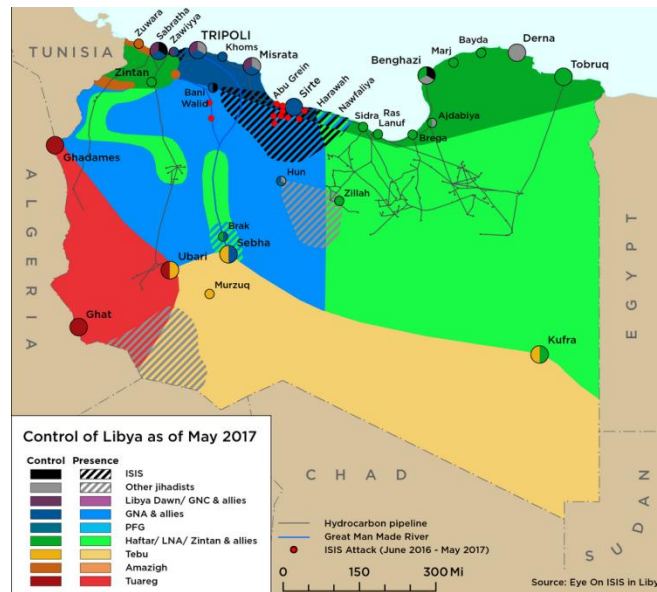 TUNISIA
Zuwara
Sabratha
Zawiyya
TRIPOLI
Khoms
Misrata
Zintan
Bani
Walid
Abu Grein
Sirte
Harawah
Nawfaliya
Benghazi
Marj
Bayda
Derna
Tobruq
Sidra
Ras
Lanuf
Ajdabiya
Brega
Ghadames
Hun
Zillah
ALGERIA
EGYPT
Brak
Sebha
Ubari
Murzuq
Ghat
Kufra
CHAD
SUDAN
Control of Libya as of May 2017
Control Presence
ISIS
Other jihadists
Libya Dawn/ GNC & allies
GNA & allies
PFG
Haftar/ LNA/ Zintan & allies
Tebu
Amazigh
Tuareg
Hydrocarbon pipeline
Great Man Made River
ISIS Attack (June 2016 - May 2017)
0 150 300 Mi
Source: Eye On ISIS in Liby